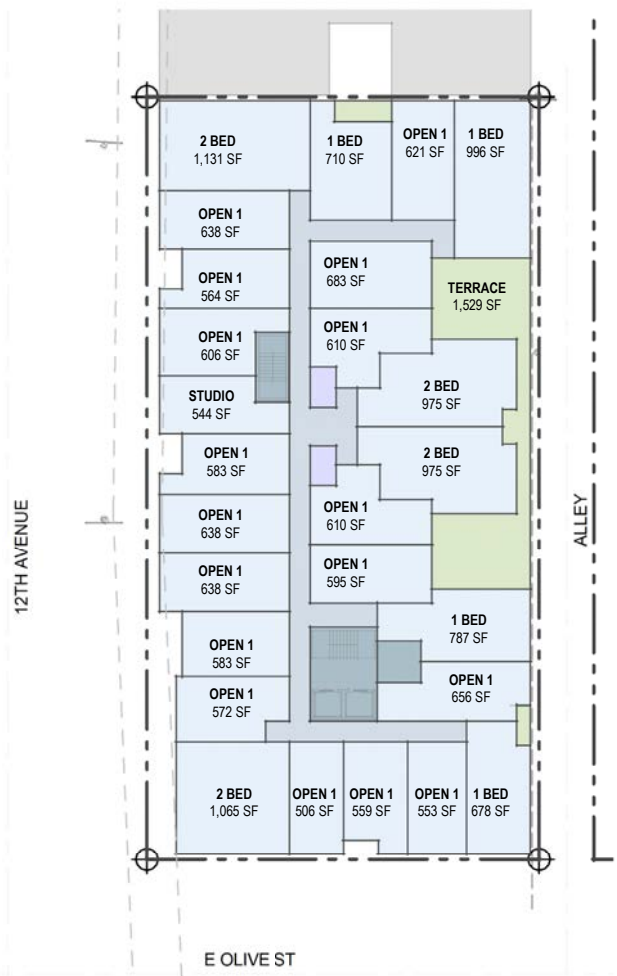 2 BED
1,131 SF
1 BED
710 SF
OPEN 1
621 SF
1 BED
996 SF
OPEN 1
638 SF
OPEN 1
564 SF
OPEN 1
683 SF
TERRACE
1,529 SF
OPEN 1
606 SF
OPEN 1
610 SF
2 BED
975 SF
STUDIO
544 SF
OPEN 1
583 SF
2 BED
975 SF
OPEN 1
638 SF
OPEN 1
610 SF
OPEN 1
638 SF
OPEN 1
595 SF
OPEN 1
583 SF
1 BED
787 SF
OPEN 1
572 SF
OPEN 1
656 SF
2 BED
1,065 SF
OPEN 1
506 SF
OPEN 1
559 SF
OPEN 1
553 SF
1 BED
678 SF
12TH AVENUE
ALLEY
E OLIVE ST